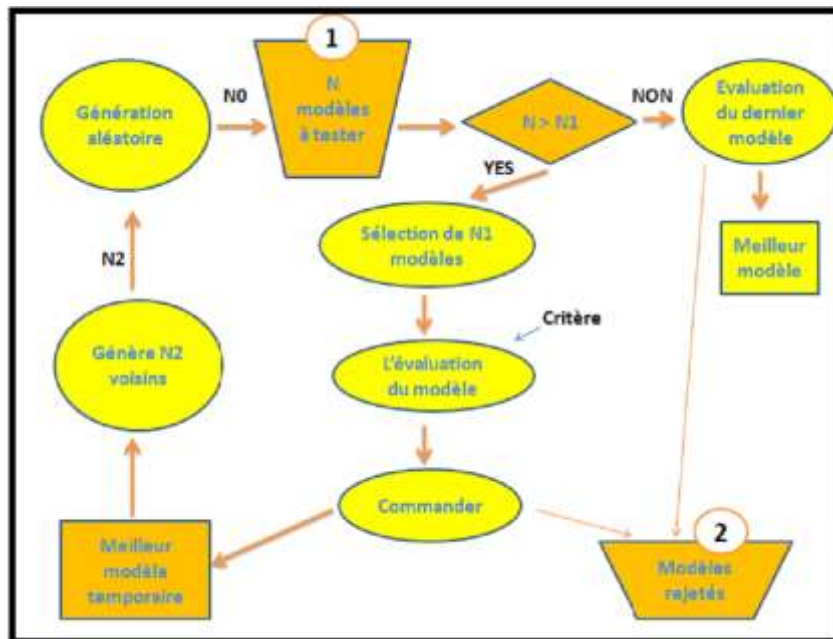 1
N
modèles
à tester
Génération
aléatoire
N0
N > N1
NON
Evaluation
du dernier
modèle
YES
Sélection de N1
modèles
Meilleur
modèle
N2
Critère
Génère N2
voisins
L'évaluation
du modèle
Commander
Meilleur
modèle
temporaire
2
Modèles
rejetés